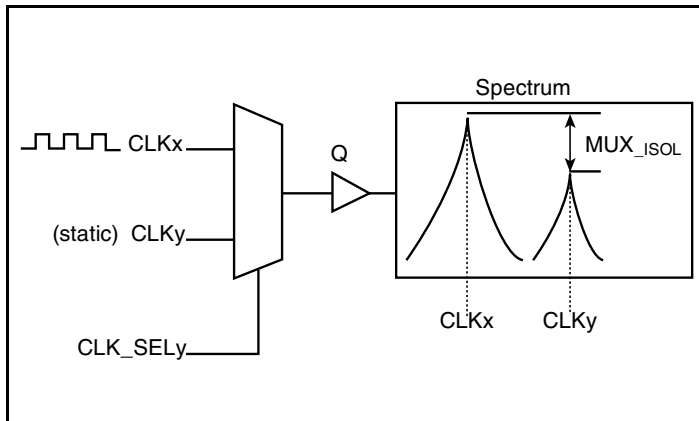 Spectrum
CLKx
Q
MUX_ISOL
(static) CLKy
CLKx CLKy
CLK_SELy